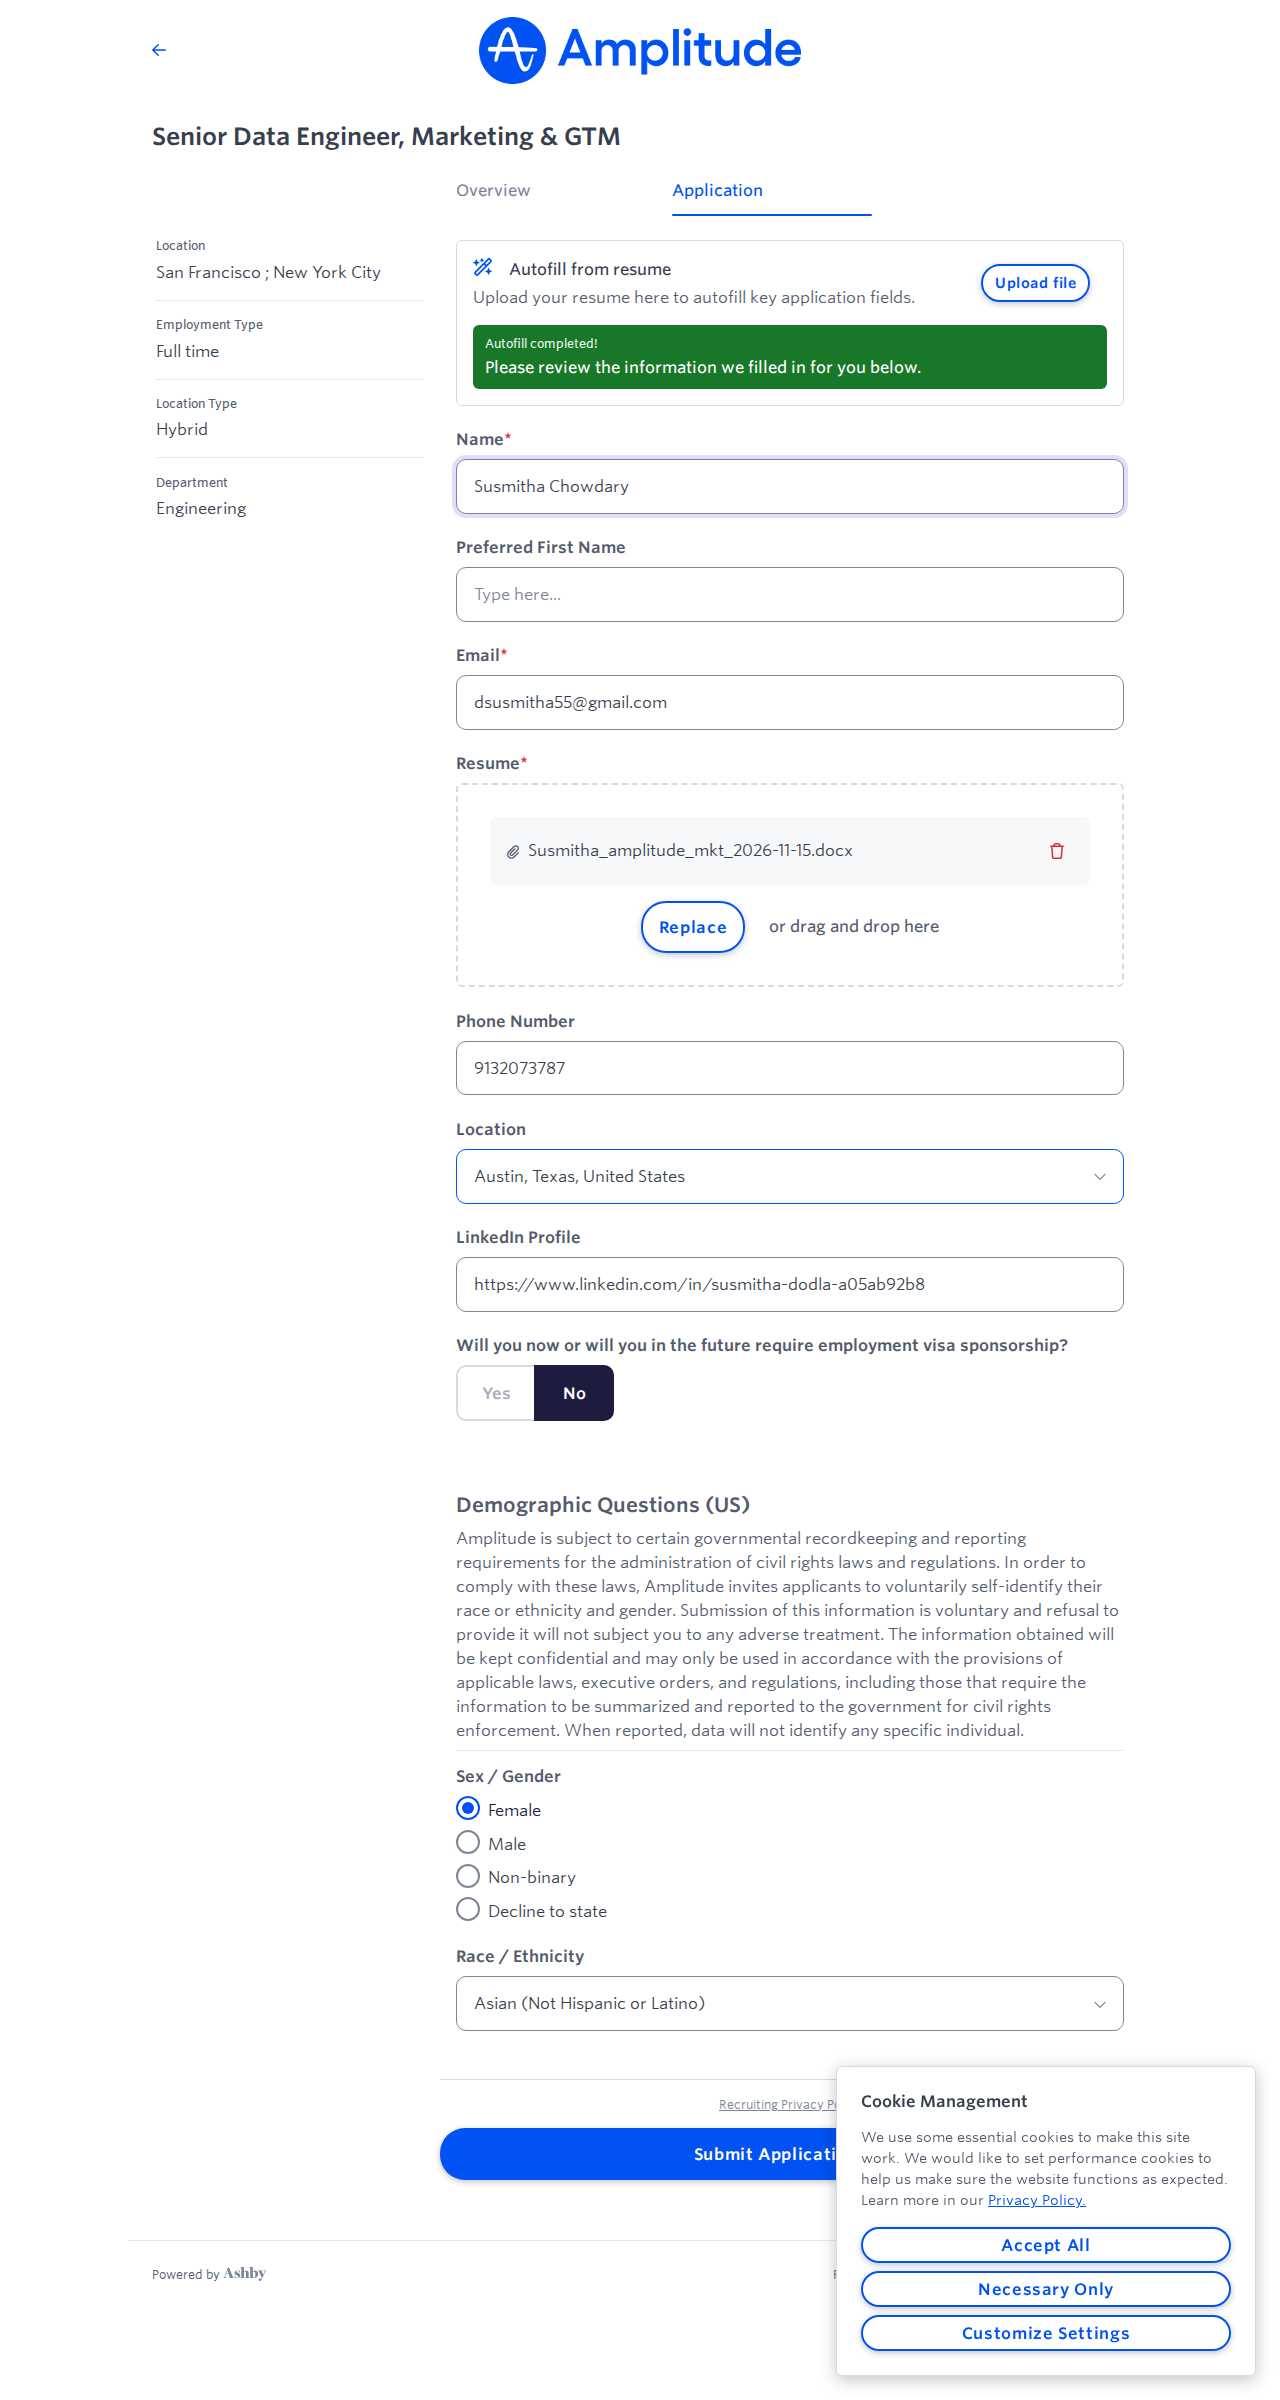 Amplitude
Senior Data Engineer, Marketing & GTM
Overview
Application
Location
San Francisco ; New York City
Employment Type
Full time
Location Type
Hybrid
Department
Engineering
Autofill from resume
Upload your resume here to autofill key application fields.
Upload file
Autofill completed!
Please review the information we filled in for you below.
Name*
Susmitha Chowdary
Preferred First Name
Type here...
Email*
dsusmitha55@gmail.com
Resume*
Susmitha_amplitude_mkt_2026-11-15.docx
Replace
or drag and drop here
Phone Number
9132073787
Location
Austin, Texas, United States
LinkedIn Profile
https://www.linkedin.com/in/susmitha-dodla-a05ab92b8
Will you now or will you in the future require employment visa sponsorship?
Yes
No
Demographic Questions (US)
Amplitude is subject to certain governmental recordkeeping and reporting
requirements for the administration of civil rights laws and regulations. In order to
comply with these laws, Amplitude invites applicants to voluntarily self-identify their
race or ethnicity and gender. Submission of this information is voluntary and refusal to
provide it will not subject you to any adverse treatment. The information obtained will
be kept confidential and may only be used in accordance with the provisions of
applicable laws, executive orders, and regulations, including those that require the
information to be summarized and reported to the government for civil rights
enforcement. When reported, data will not identify any specific individual.
Sex / Gender
Female
Male
Non-binary
Decline to state
Race / Ethnicity
Asian (Not Hispanic or Latino)
Recruiting Privacy
Submit
Powered by Ashby
Cookie Management
We use some essential cookies to make this site
work. We would like to set performance cookies to
help us make sure the website functions as expected.
Learn more in our Privacy Policy.
Accept All
Necessary Only
Customize Settings